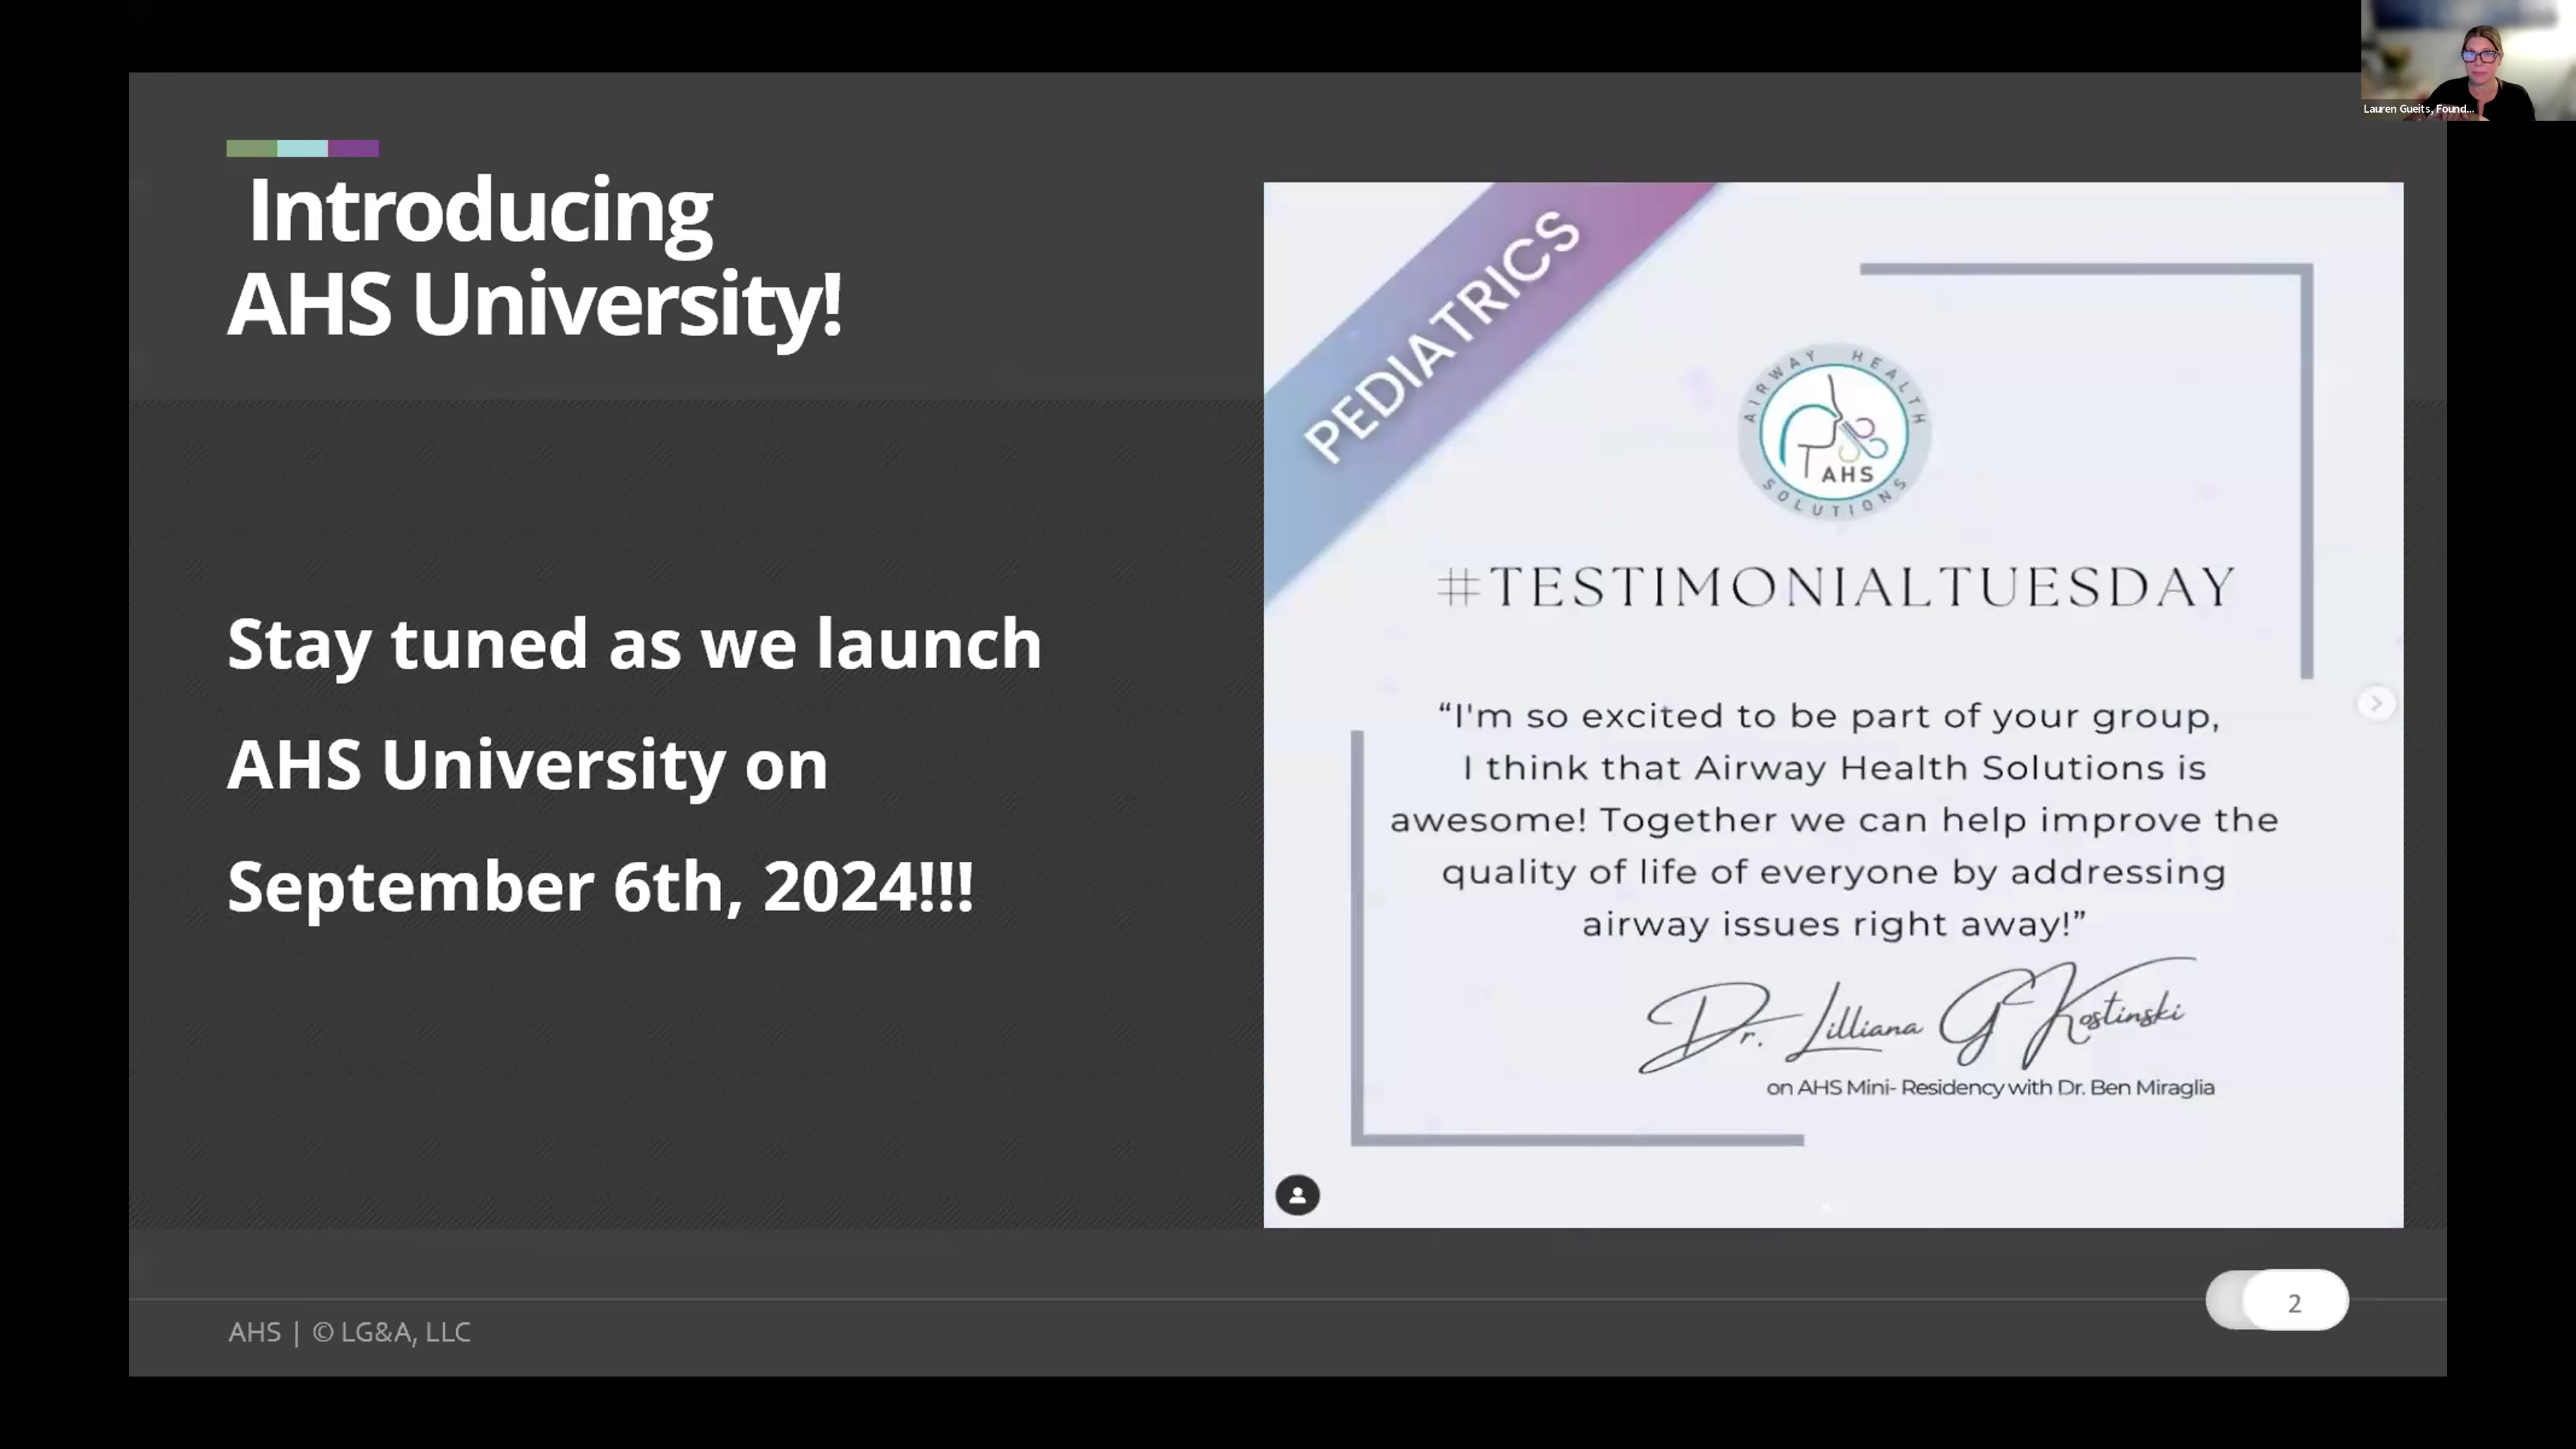 Lauren Gueits, Found...
Introducing
AHS University!
Stay tuned as we launch
AHS University on
September 6th, 2024!!!
PEDIATRICS
AIRWAY HEALTH
AHS
SOLUTIONS
#TESTIMONIALTUESDAY
“I'm so excited to be part of your group,
I think that Airway Health Solutions is
awesome! Together we can help improve the
quality of life of everyone by addressing
airway issues right away!”
Dr. Lilliana G Kostinski
on AHS Mini- Residency with Dr. Ben Miraglia
AHS | © LG&A, LLC
2